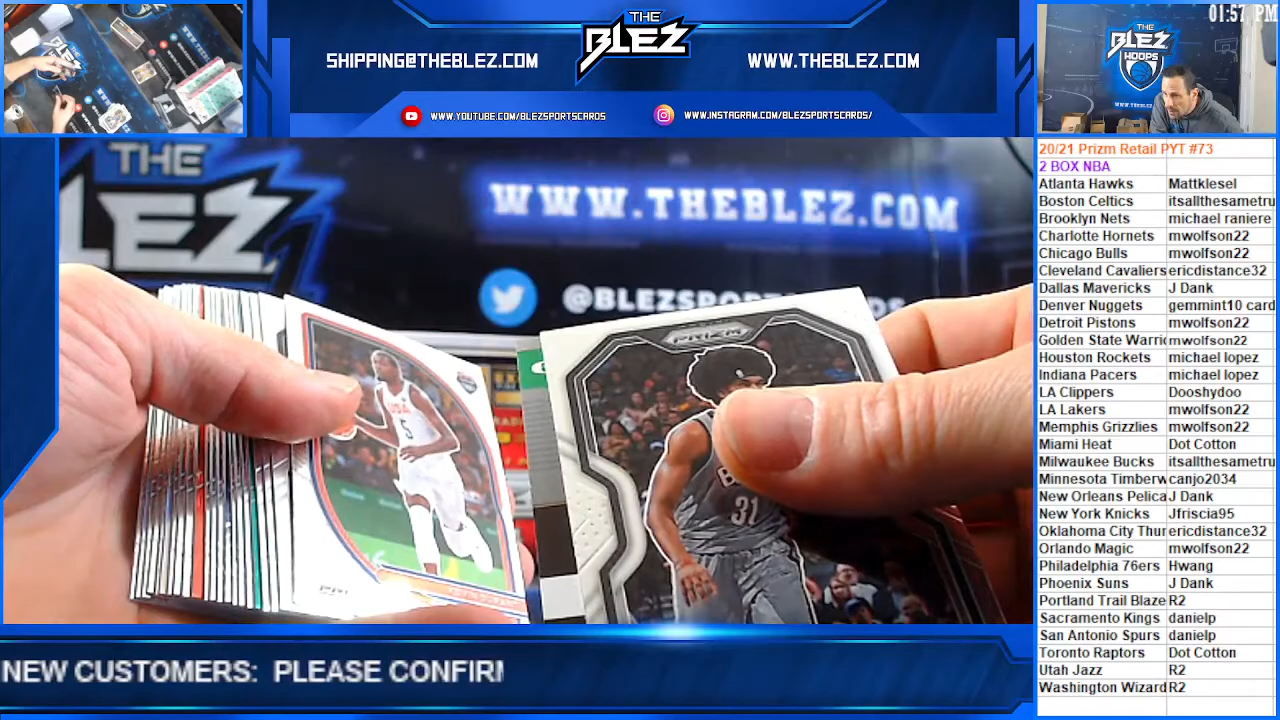 THE
BLEZ
SHIPPING@THEBLEZ.COM
WWW.THEBLEZ.COM
WWW.YOUTUBE.COM/BLEZSPORTSCARDS
WWW.INSTAGRAM.COM/BLEZSPORTSCARDS/
01:57 PM
THE
BLEZ
HOOPS
THE
LEZ
WWW.THEBLEZ.COM
@BLEZSPO
PRIZM
USA
5
B
31
NEW CUSTOMERS: PLEASE CONFIRM
20/21 Prizm Retail PYT #73
2 BOX NBA
Atlanta Hawks Mattklesel
Boston Celtics itsallthesametru
Brooklyn Nets michael raniere
Charlotte Hornets mwolfson22
Chicago Bulls mwolfson22
Cleveland Cavaliers ericdistance32
Dallas Mavericks J Dank
Denver Nuggets gemmint10 card
Detroit Pistons mwolfson22
Golden State Warri mwolfson22
Houston Rockets michael lopez
Indiana Pacers michael lopez
LA Clippers Dooshydoo
LA Lakers mwolfson22
Memphis Grizzlies mwolfson22
Miami Heat Dot Cotton
Milwaukee Bucks itsallthesametru
Minnesota Timberw canjo2034
New Orleans Pelica J Dank
New York Knicks Jfriscia95
Oklahoma City Thur ericdistance32
Orlando Magic mwolfson22
Philadelphia 76ers Hwang
Phoenix Suns J Dank
Portland Trail Blaze R2
Sacramento Kings danielp
San Antonio Spurs danielp
Toronto Raptors Dot Cotton
Utah Jazz R2
Washington Wizard R2